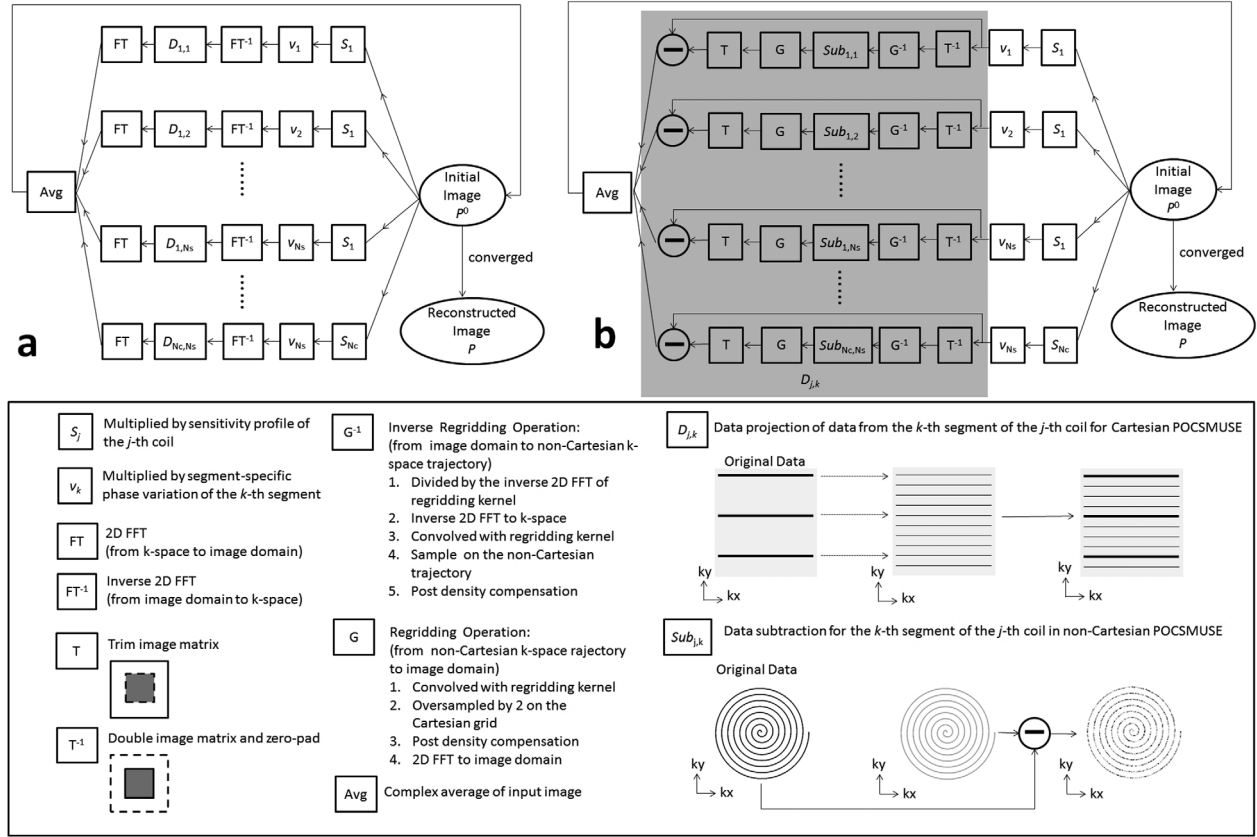 FT D1,1 FT-1 v1 S1
FT D1,2 FT-1 v2 S1
Avg
Initial
Image
P0
FT D1,Ns FT-1 vNs S1
converged
FT DNc,Ns FT-1 vNs SNc
Reconstructed
Image
P
a
T G Sub1,1 G-1 T-1 v1 S1
T G Sub1,2 G-1 T-1 v2 S1
Avg
Initial
Image
P0
T G Sub1,Ns G-1 T-1 vNs S1
converged
T G SubNc,Ns G-1 T-1 vNs SNc
Reconstructed
Image
P
Dj,k
b
Sj
Multiplied by sensitivity profile of
the j-th coil
vk
Multiplied by segment-specific
phase variation of the k-th segment
FT
2D FFT
(from k-space to image domain)
FT-1
Inverse 2D FFT
(from image domain to k-space)
T
Trim image matrix
T-1
Double image matrix and zero-pad
G-1
Inverse Regridding Operation:
(from image domain to non-Cartesian k-
space trajectory)
1. Divided by the inverse 2D FFT of
regridding kernel
2. Inverse 2D FFT to k-space
3. Convolved with regridding kernel
4. Sample on the non-Cartesian
trajectory
5. Post density compensation
G
Regridding Operation:
(from non-Cartesian k-space rajectory
to image domain)
1. Convolved with regridding kernel
2. Oversampled by 2 on the
Cartesian grid
3. Post density compensation
4. 2D FFT to image domain
Avg
Complex average of input image
Dj,k
Data projection of data from the k-th segment of the j-th coil for Cartesian POCSMUSE
Original Data
ky
kx
ky
kx
ky
kx
Subj,k
Data subtraction for the k-th segment of the j-th coil in non-Cartesian POCSMUSE
Original Data
ky
kx
ky
kx
ky
kx